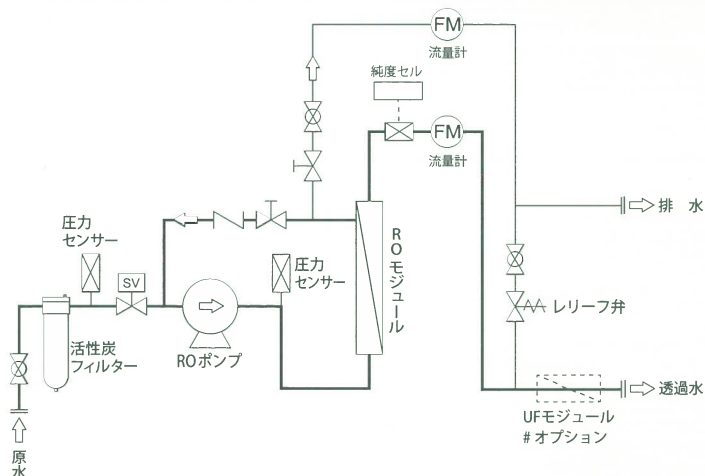 FM
流量計
純度セル
FM
流量計
排 水
圧力
センサー
圧力
センサー
ROモジュール
SV
レリーフ弁
活性炭
フィルター
ROポンプ
透過水
UFモジュール
#オプション
原水